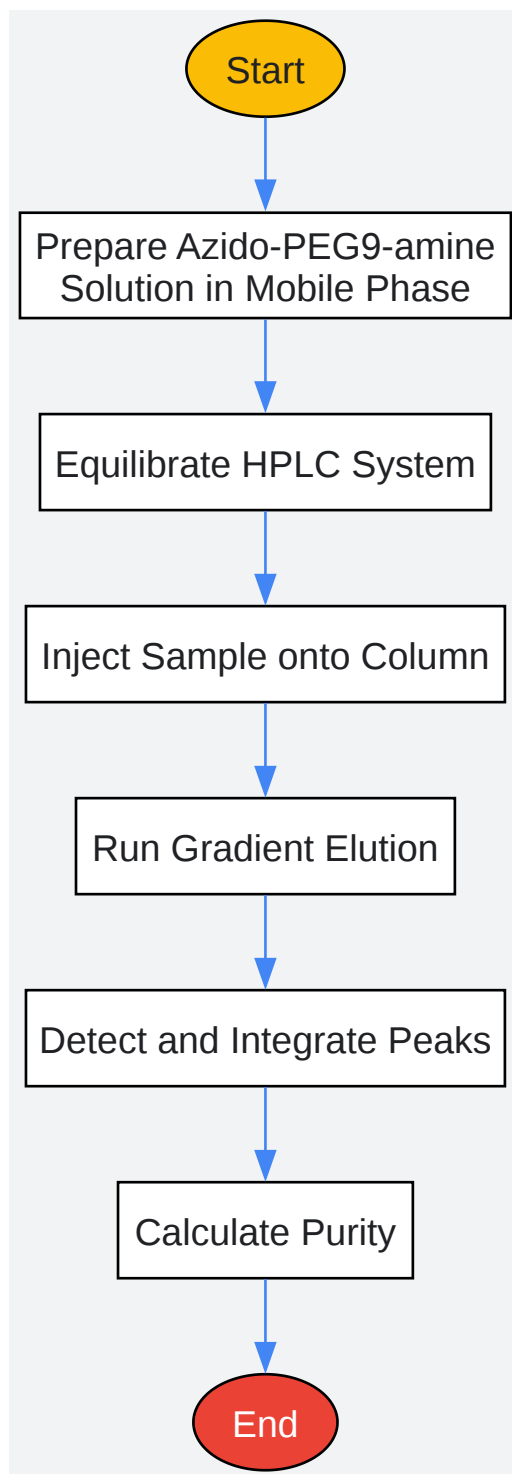 Start
Prepare Azido-PEG9-amine
Solution in Mobile Phase
Equilibrate HPLC System
Inject Sample onto Column
Run Gradient Elution
Detect and Integrate Peaks
Calculate Purity
End